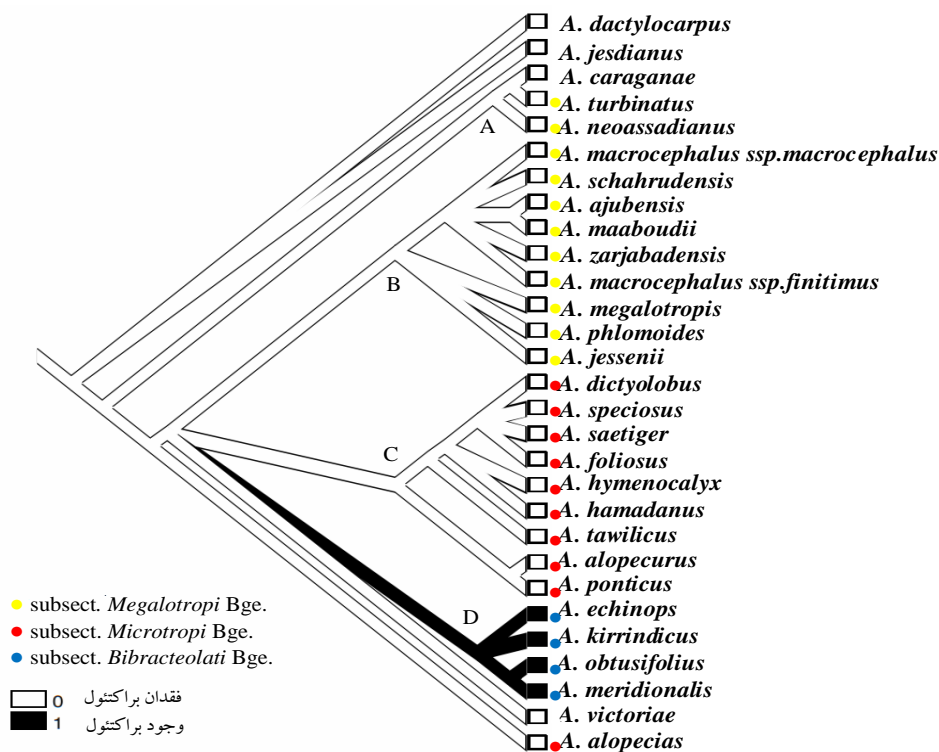 A. dactylocarpus
A. jesdianus
A. caraganae
A. turbinatus
A. neoassadianus
A. macrocephalus ssp.macrocephalus
A. schahrudensis
A. ajubensis
A. maaboudii
A. zarjabadensis
A. macrocephalus ssp.finitimus
A. megalotropis
A. phlomoides
A. jessenii
A. dictyolobus
A. speciosus
A. saetiger
A. foliosus
A. hymenocalyx
A. hamadanus
A. tawilicus
A. alopecurus
A. ponticus
A. echinops
A. kirrindicus
A. obtusifolius
A. meridionalis
A. victoriae
A. alopecias
A
B
C
D
subsect. Megalotropi Bge.
subsect. Microtropi Bge.
subsect. Bibracteolati Bge.
0 فقدان براکتئول
1 وجود براکتئول